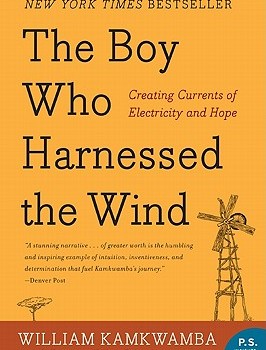 NEW YORK TIMES BESTSELLER
The Boy
Who
Creating Currents of
Electricity and Hope
Harnessed
the Wind
"A stunning narrative . . . of greater worth is the humbling
and inspiring example of intuition, inventiveness, and
determination that fuel Kamkwamba's journey."
—Denver Post
P.S.
WILLIAM KAMKWAMBA